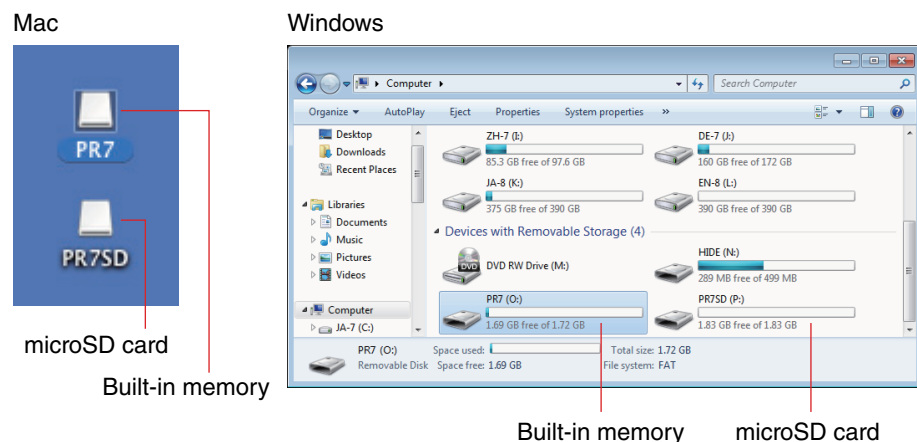 Mac
PR7
PR7SD
microSD card
Built-in memory
Windows
Computer
Search Computer
Organize
AutoPlay
Eject
Properties
System properties
»
Desktop
Downloads
Recent Places
Libraries
Documents
Music
Pictures
Videos
Computer
JA-7 (C:)
ZH-7 (I:)
85.3 GB free of 97.6 GB
DE-7 (J:)
160 GB free of 172 GB
JA-8 (K:)
375 GB free of 390 GB
EN-8 (L:)
390 GB free of 390 GB
Devices with Removable Storage (4)
DVD
DVD RW Drive (M:)
HIDE (N:)
289 MB free of 499 MB
PR7 (O:)
1.69 GB free of 1.72 GB
PR7SD (P:)
1.83 GB free of 1.83 GB
PR7 (O:) Space used: Total size: 1.72 GB
Removable Disk Space free: 1.69 GB File system: FAT
Built-in memory
microSD card